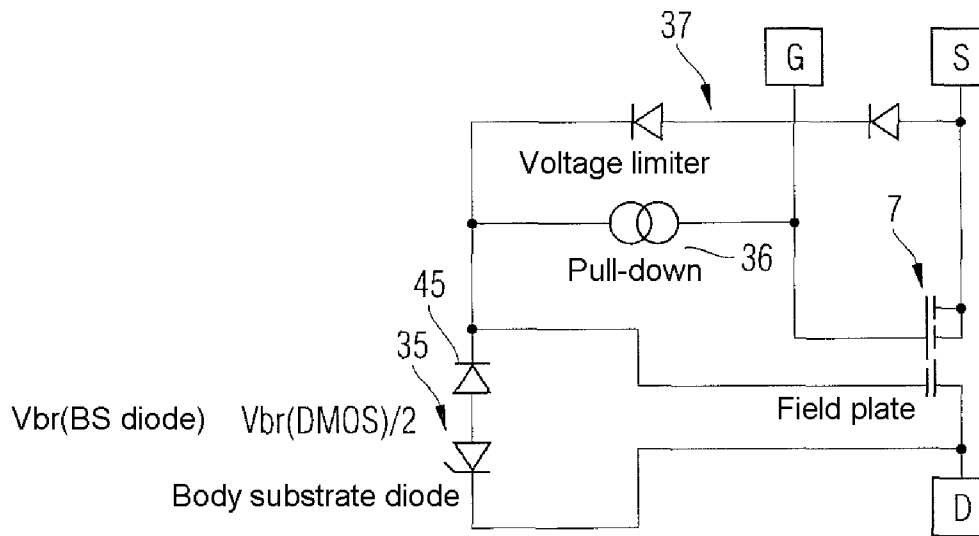 37
G
S
Voltage limiter
7
Pull-down
36
45
35
Vbr(BS diode) Vbr(DMOS)/2
Field plate
Body substrate diode
D